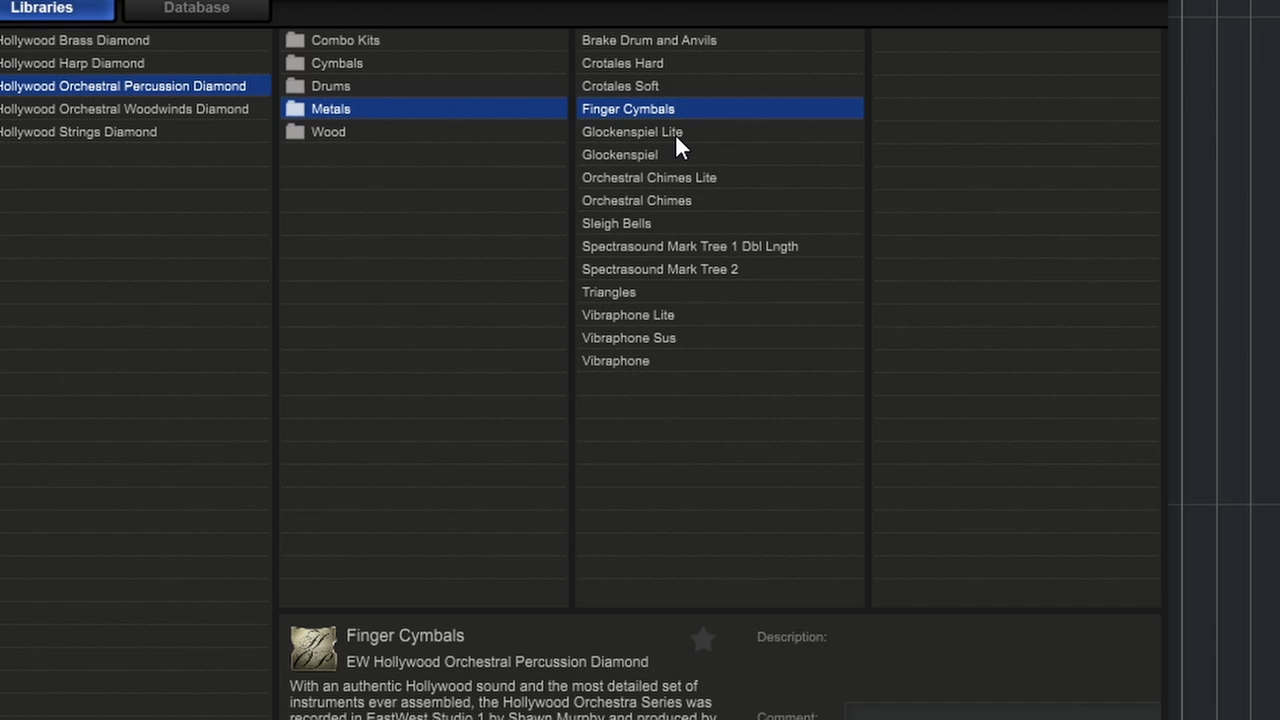 Libraries
Database
Hollywood Brass Diamond
Hollywood Harp Diamond
Hollywood Orchestral Percussion Diamond
Hollywood Orchestral Woodwinds Diamond
Hollywood Strings Diamond
Combo Kits
Cymbals
Drums
Metals
Wood
Brake Drum and Anvils
Crotales Hard
Crotales Soft
Finger Cymbals
Glockenspiel Lite
Glockenspiel
Orchestral Chimes Lite
Orchestral Chimes
Sleigh Bells
Spectrasound Mark Tree 1 Dbl Lngth
Spectrasound Mark Tree 2
Triangles
Vibraphone Lite
Vibraphone Sus
Vibraphone
Finger Cymbals
EW Hollywood Orchestral Percussion Diamond
With an authentic Hollywood sound and the most detailed set of
instruments ever assembled, the Hollywood Orchestra Series was
recorded in EastWest Studio 1 by Shawn Murphy and produced by
Description:
Comment: